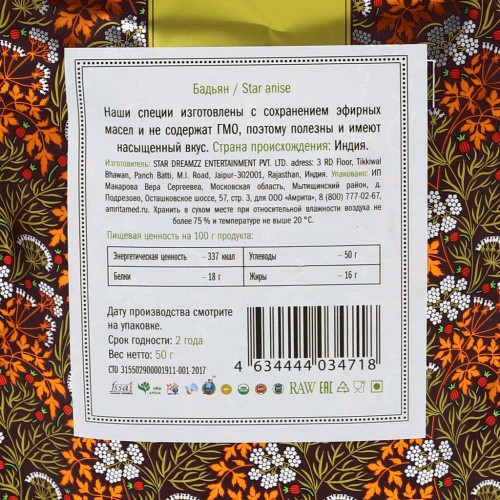 Бадьян / Star anise
Наши специи изготовлены с сохранением эфирных
масел и не содержат ГМО, поэтому полезны и имеют
насыщенный вкус. Страна происхождения: Индия.
Изготовитель: STAR DREAMZZ ENTERTAINMENT PVT. LTD. adress: 3 RD Floor, Tikkiwal
Bhawan, Panch Batti, M.I. Road, Jaipur-302001, Rajasthan, Индия. Упаковано: ИП
Макарова Вера Сергеевеа, Московская область, Мытищинский район, д.
Подрезово, Осташковское шоссе, 57, стр. 3, для ООО «Амрита», 8 (800) 777-02-67,
amritamed.ru. Хранить в сухом месте при относительной влажности воздуха не
более 75 % и температуре не выше 20 °С.
Пищевая ценность на 100 г продукта:
Энергетическая ценность – 337 ккал Углеводы – 50 г
Белки – 18 г Жиры – 16 г
Дату производства смотрите
на упаковке.
Срок годности: 2 года
Вес нетто: 50 г
СТО 315502900001911-001-2017
4 634444 034718
fssai RAW EAC